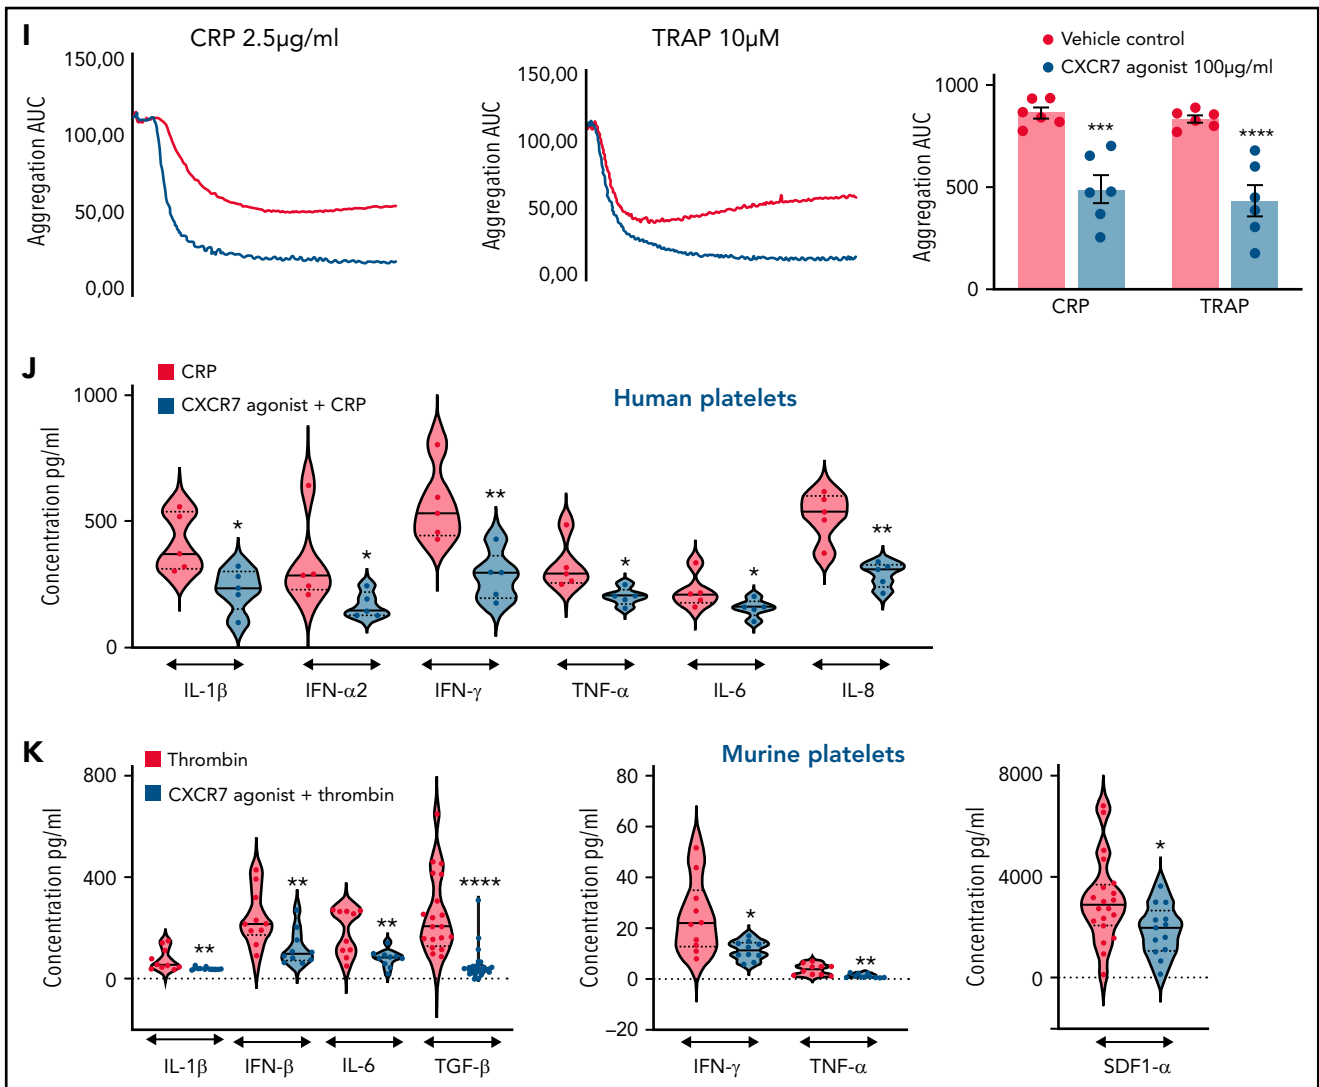 I
CRP 2.5µg/ml
TRAP 10µM
Vehicle control
CXCR7 agonist 100µg/ml
Aggregation AUC
150,00
100,00
50,00
0,00
Aggregation AUC
150,00
100,00
50,00
0,00
Aggregation AUC
1000
500
0
***
****
CRP
TRAP
J
CRP
CXCR7 agonist + CRP
Human platelets
Concentration pg/ml
1000
500
0
*
*
**
*
*
**
IL-1β
IFN-α2
IFN-γ
TNF-α
IL-6
IL-8
K
Thrombin
CXCR7 agonist + thrombin
Murine platelets
Concentration pg/ml
800
400
0
**
**
**
****
IL-1β
IFN-β
IL-6
TGF-β
Concentration pg/ml
80
60
40
20
0
–20
*
**
IFN-γ
TNF-α
Concentration pg/ml
8000
4000
0
*
SDF1-α